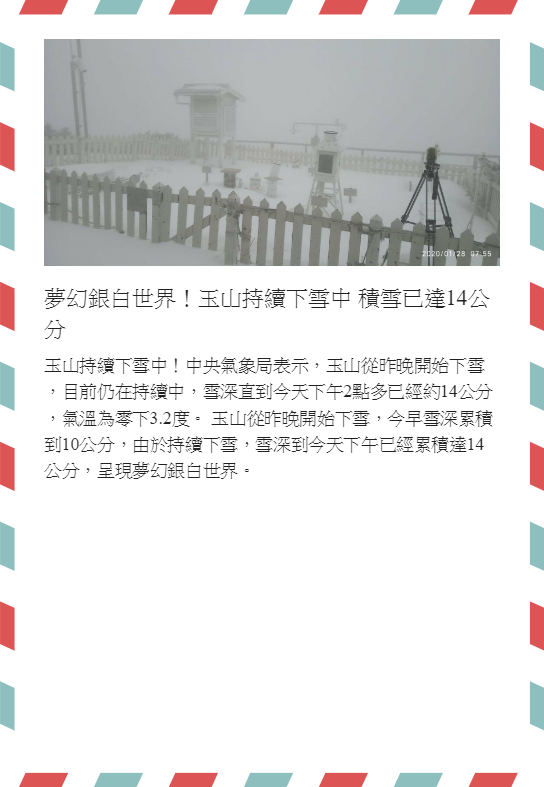 2020/01/28 07:55
夢幻銀白世界！玉山持續下雪中 積雪已達14公
分
玉山持續下雪中！中央氣象局表示，玉山從昨晚開始下雪
，目前仍在持續中，雪深直到今天下午2點多已經約14公分
，氣溫為零下3.2度。 玉山從昨晚開始下雪，今早雪深累積
到10公分，由於持續下雪，雪深到今天下午已經累積達14
公分，呈現夢幻銀白世界。